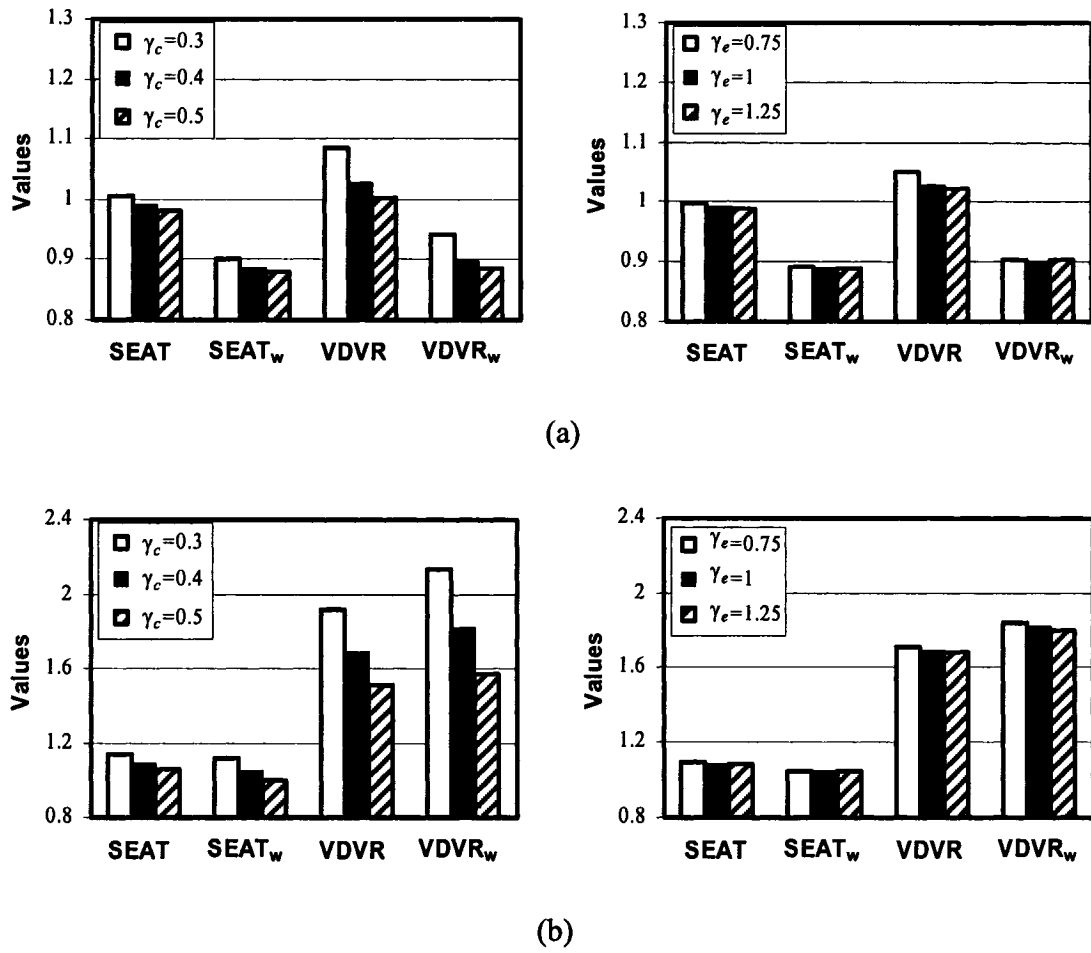 1.3
1.2
1.1
1
0.9
0.8
Values
γc=0.3
γc=0.4
γc=0.5
SEAT SEATw VDVR VDVRw
1.3
1.2
1.1
1
0.9
0.8
Values
γe=0.75
γe=1
γe=1.25
SEAT SEATw VDVR VDVRw
(a)
2.4
2
1.6
1.2
0.8
Values
γc=0.3
γc=0.4
γc=0.5
SEAT SEATw VDVR VDVRw
2.4
2
1.6
1.2
0.8
Values
γe=0.75
γe=1
γe=1.25
SEAT SEATw VDVR VDVRw
(b)